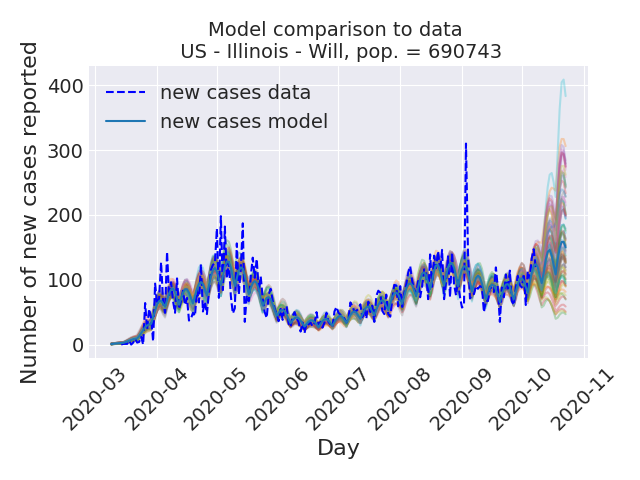 Model comparison to data
US - Illinois - Will, pop. = 690743
Number of new cases reported
400
300
200
100
0
new cases data
new cases model
2020-03
2020-04
2020-05
2020-06
2020-07
2020-08
2020-09
2020-10
2020-11
Day